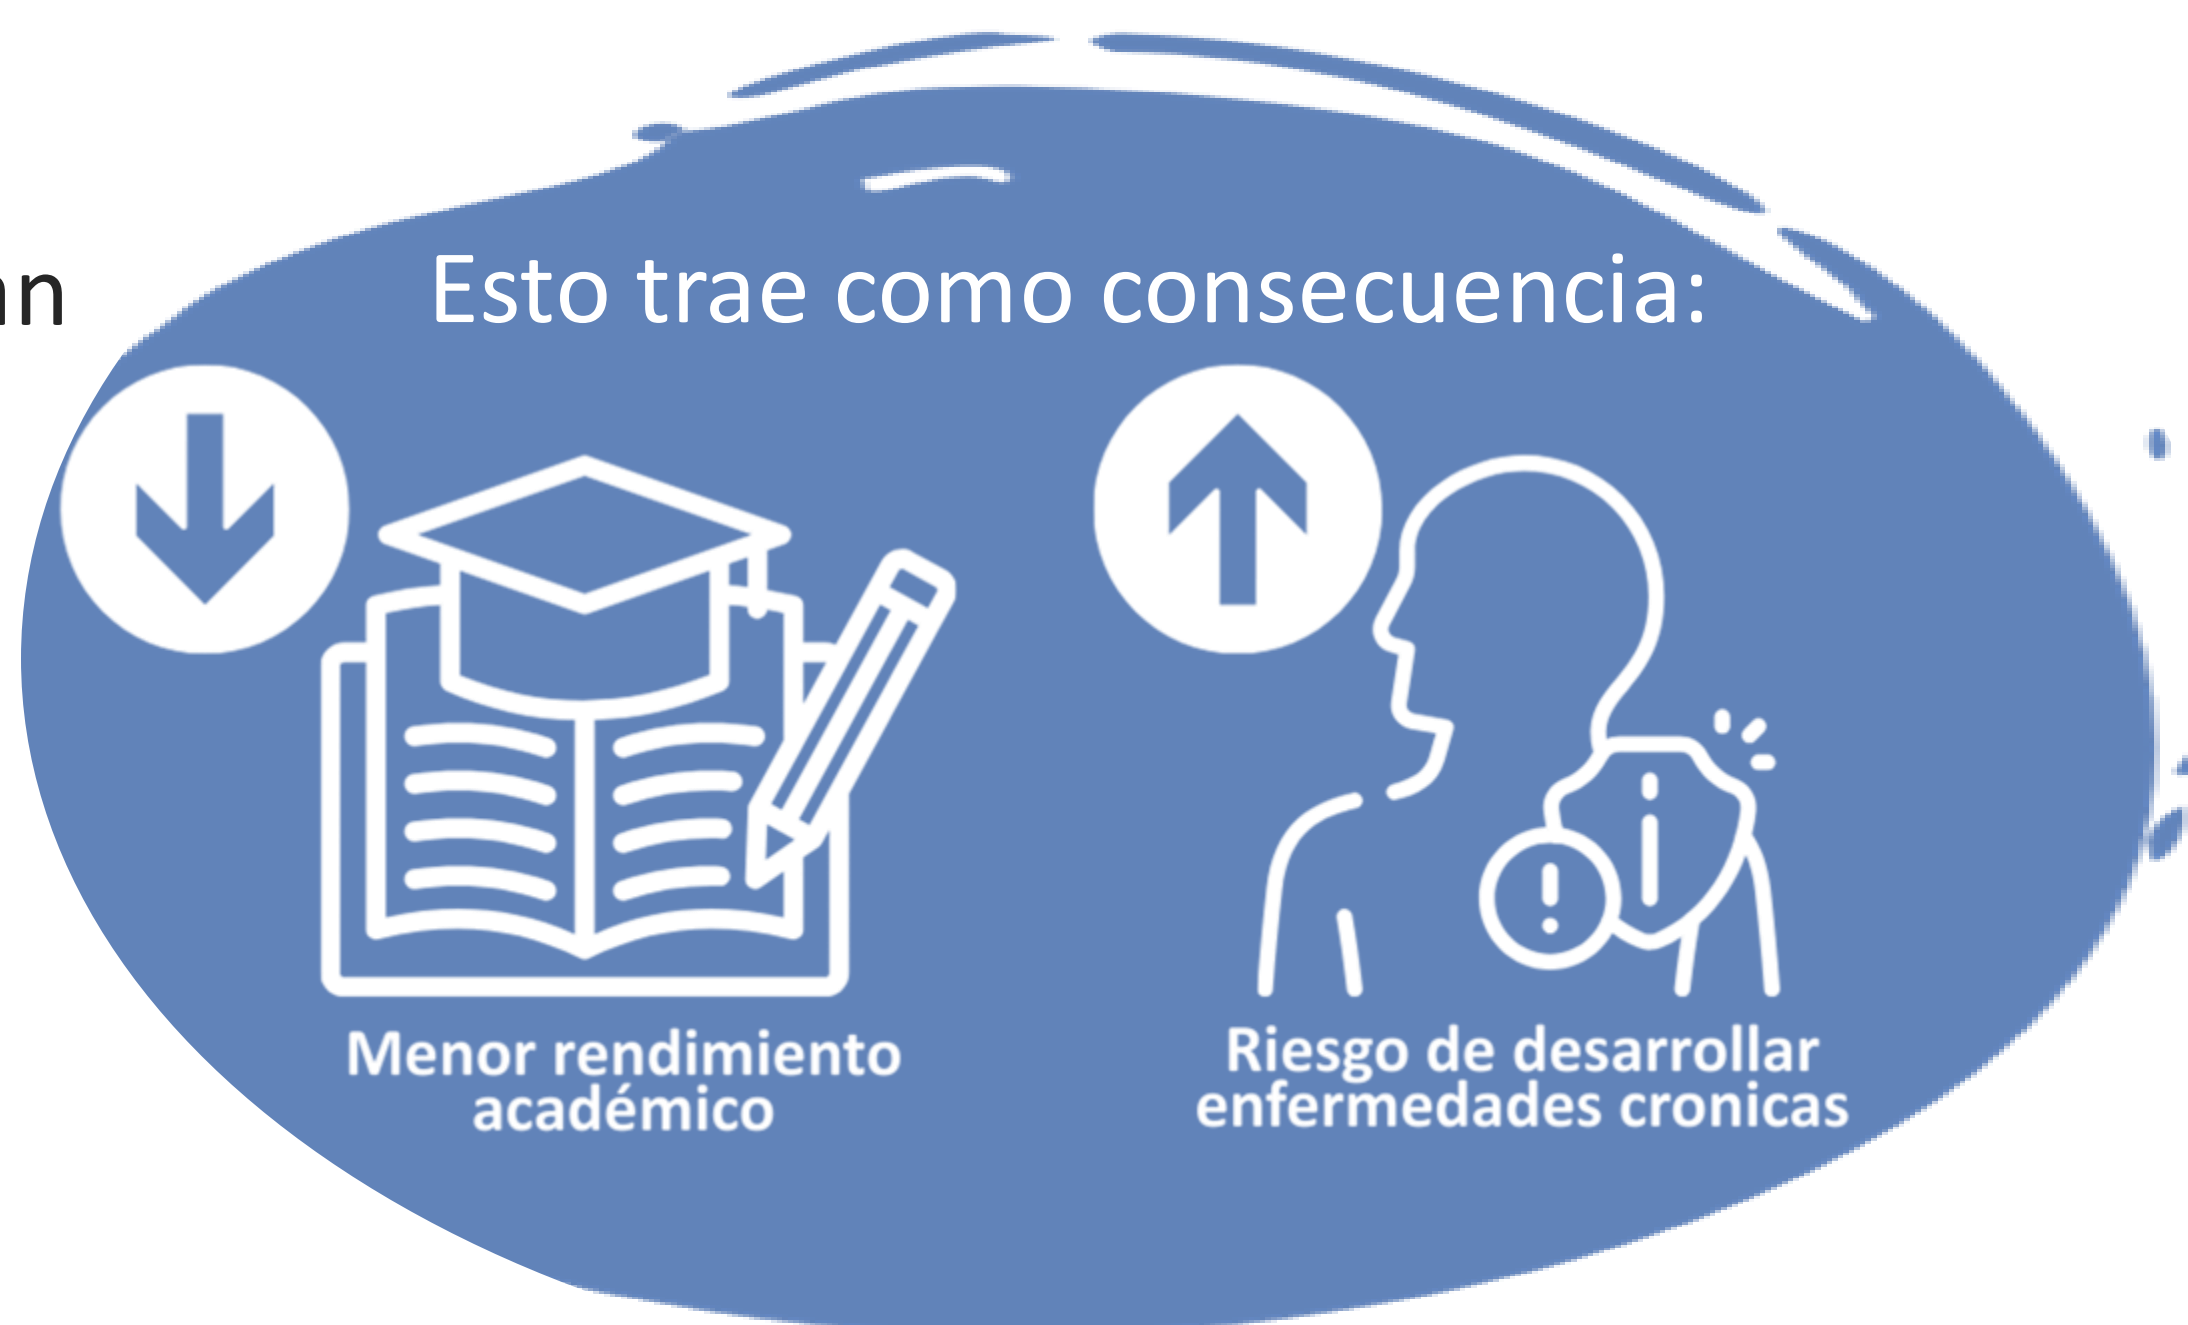 Esto trae como consecuencia:
Menor rendimiento
académico
Riesgo de desarrollar
enfermedades cronicas